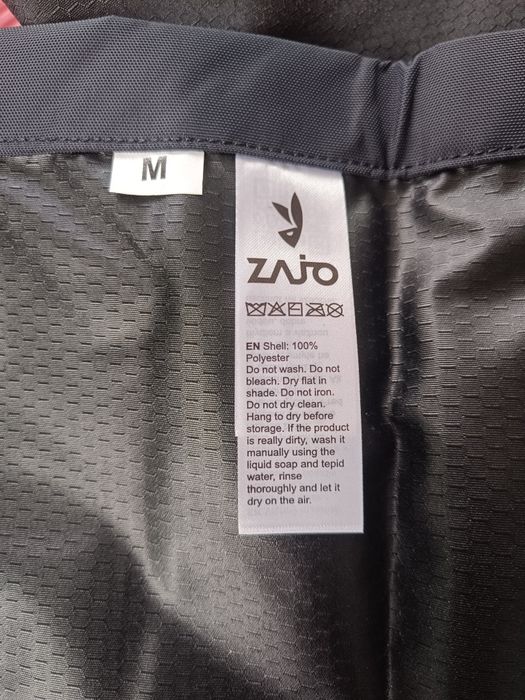 M
ZAJO
EN Shell: 100%
Polyester
Do not wash. Do not
bleach. Dry flat in
shade. Do not iron.
Do not dry clean.
Hang to dry before
storage. If the product
is really dirty, wash it
manually using the
liquid soap and tepid
water, rinse
thoroughly and let it
dry on the air.